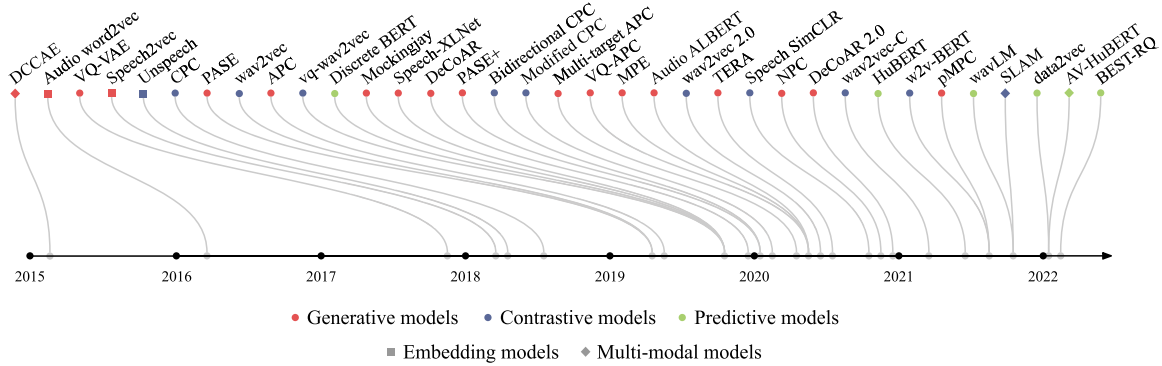 DCCAE
Audio word2vec
VQ-VAE
Speech2vec
Unspeech
CPC
PASE
wav2vec
APC
vq-wav2vec
Discrete BERT
Mockingjay
Speech-XLNet
DeCoAR
PASE+
Bidirectional CPC
Modified CPC
Multi-target APC
VQ-APC
MPE
Audio ALBERT
wav2vec 2.0
TERA
Speech SimCLR
NPC
DeCoAR 2.0
wav2vec-C
HuBERT
w2v-BERT
pMPC
wavLM
SLAM
data2vec
AV-HuBERT
BEST-RQ
2015 2016 2017 2018 2019 2020 2021 2022
Generative models Contrastive models Predictive models
Embedding models Multi-modal models